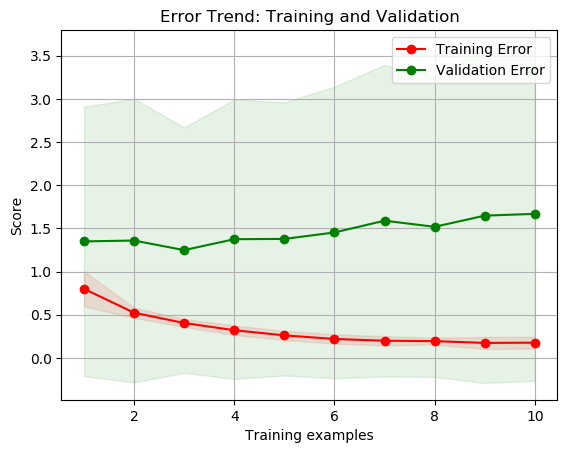 Error Trend: Training and Validation
Training Error
Validation Error
3.5
3.0
2.5
2.0
1.5
1.0
0.5
0.0
Score
2 4 6 8 10
Training examples